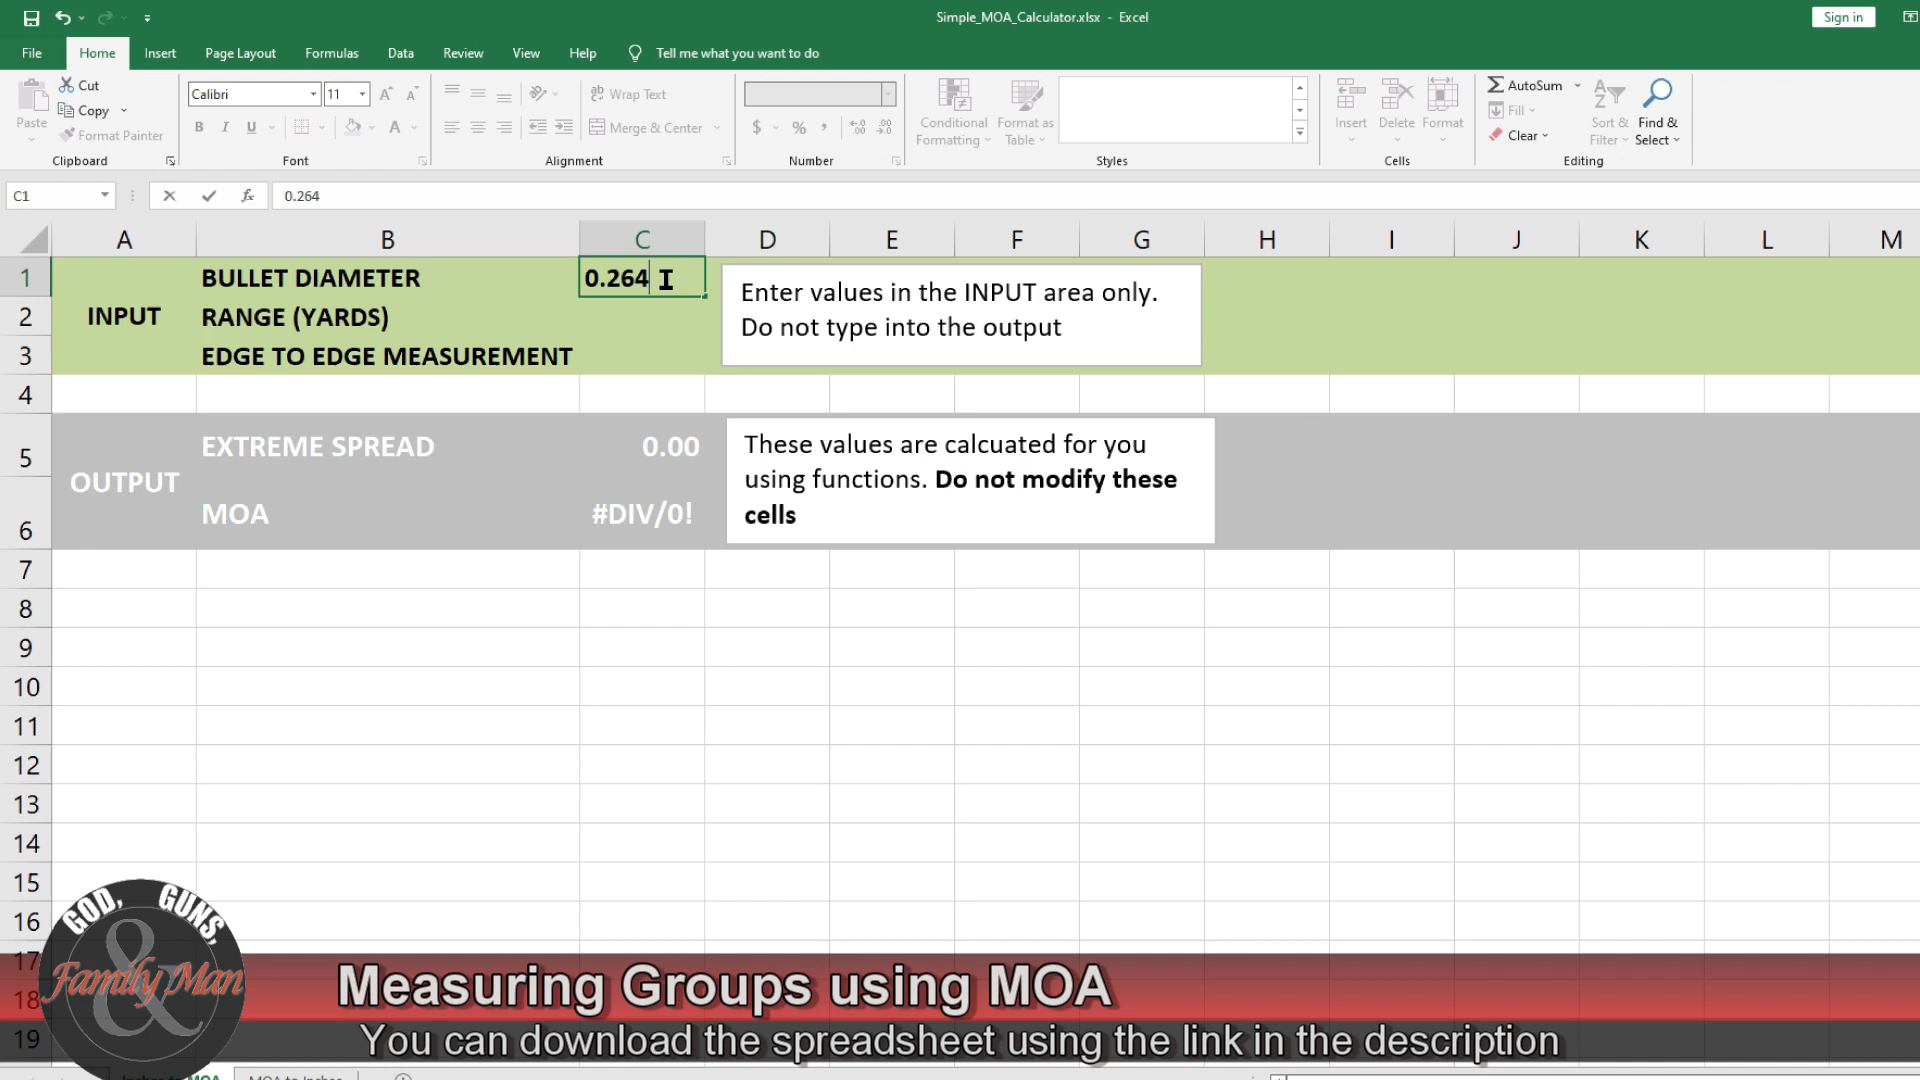 Simple_MOA_Calculator.xlsx - Excel
Sign in
File Home Insert Page Layout Formulas Data Review View Help Tell me what you want to do
Paste
Cut
Copy
Format Painter
Clipboard
Calibri 11
B I U A
Font
Wrap Text
Merge & Center
Alignment
$ % ,
Number
Conditional Formatting
Format as Table
Styles
Insert Delete Format
Cells
AutoSum
Fill
Clear
Sort & Filter
Find & Select
Editing
C1 fx 0.264
A B C D E F G H I J K L M
1 BULLET DIAMETER 0.264
2 INPUT RANGE (YARDS)
3 EDGE TO EDGE MEASUREMENT
Enter values in the INPUT area only.
Do not type into the output
4
5 EXTREME SPREAD 0.00
OUTPUT
6 MOA #DIV/0!
These values are calcuated for you
using functions. Do not modify these
cells
7
8
9
10
11
12
13
14
15
16
17
18
19
GOD, GUNS,
& Family Man
Measuring Groups using MOA
You can download the spreadsheet using the link in the description
Inches to MOA MOA to Inches